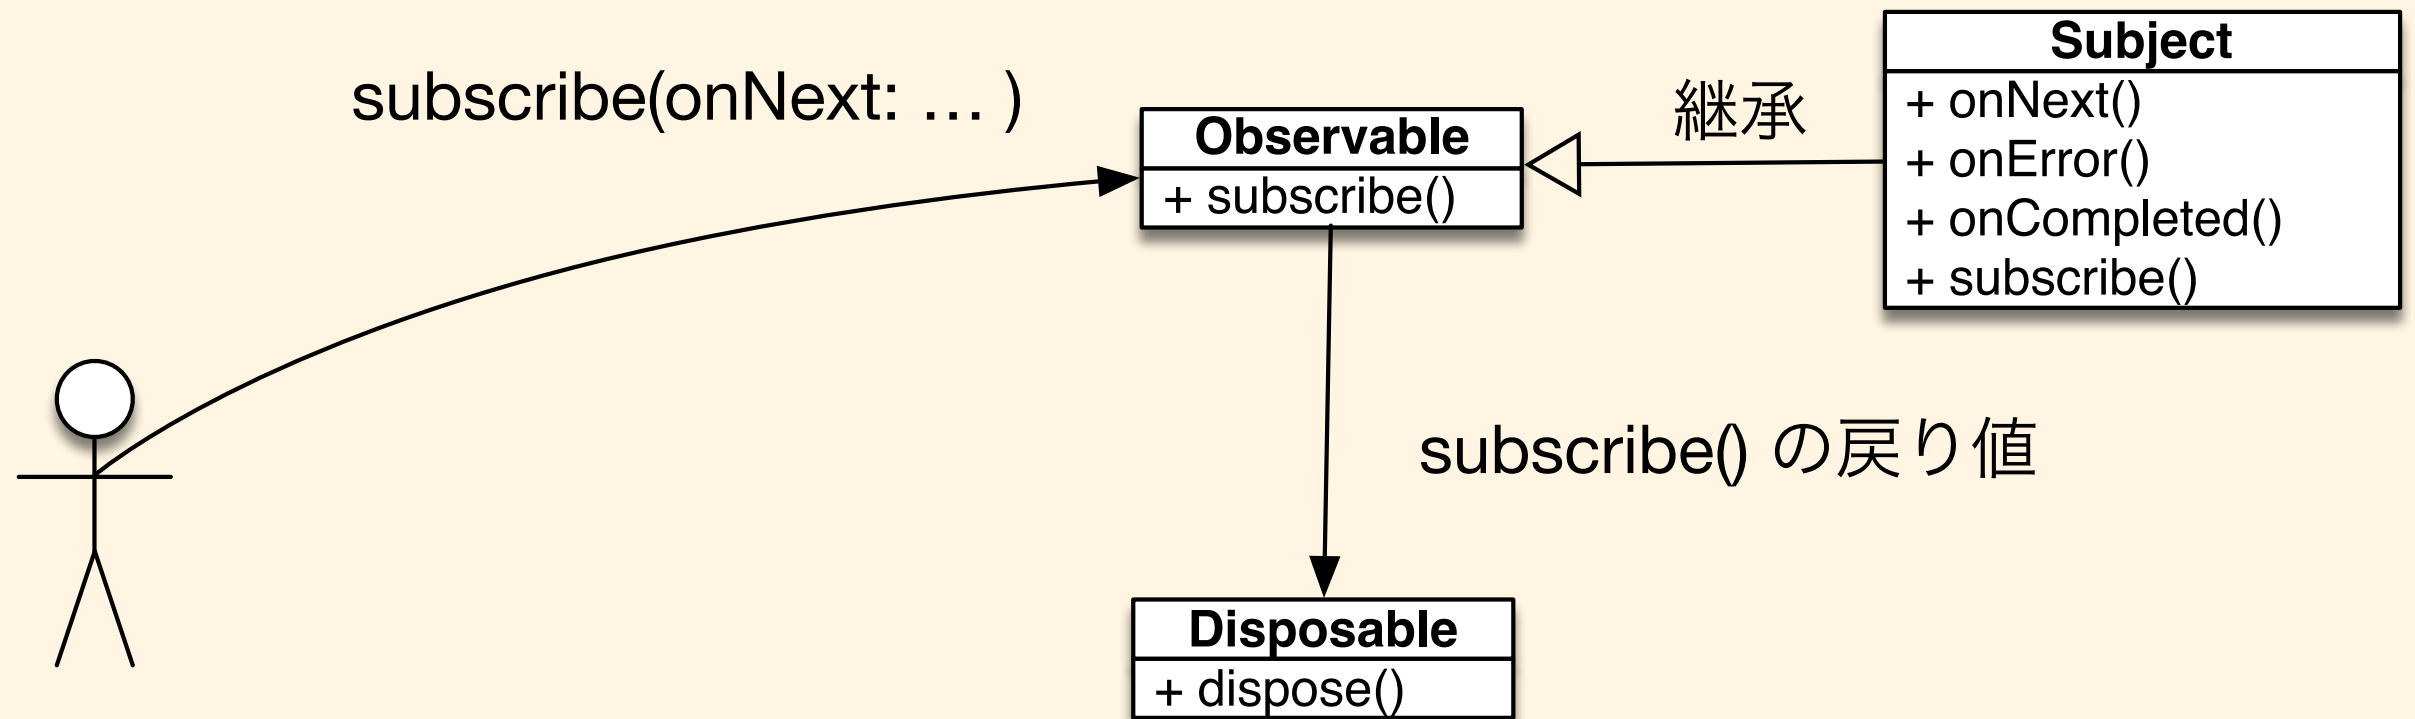 subscribe(onNext: … )
Observable
+ subscribe()
継承
Subject
+ onNext()
+ onError()
+ onCompleted()
+ subscribe()
subscribe() の戻り値
Disposable
+ dispose()